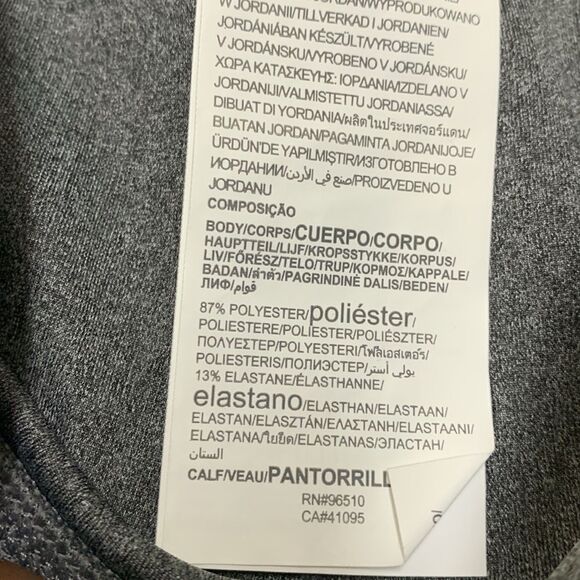 W JORDANII/TILLVERKAD I JORDANIEN/
JORDÁNIÁBAN KÉSZÜLT/VYROBENÉ
V JORDÁNSKU/VYROBENO V JORDÁNSKU/
ΧΩΡΑ ΚΑΤΑΣΚΕΥΗΣ: ΙΟΡΔΑΝΙΑ/IZDELANO V
JORDANIJI/VALMISTETTU JORDANIASSA/
DIBUAT DI YORDANIA/ผลิตในประเทศจอร์แดน/
BUATAN JORDAN/PAGAMINTA JORDANIJOJE/
ÜRDÜN'DE YAPILMIŞTIR/ИЗГОТОВЛЕНО В
ИОРДАНИИ/صنع في الأردن/PROIZVEDENO U
JORDANU
COMPOSIÇÃO
BODY/CORPS/CUERPO/CORPO/
HAUPTTEIL/LIJF/KROPSSTYKKE/KORPUS/
LIV/FŐRÉSZ/TELO/TRUP/ΚΟΡΜΟΣ/KAPPALE/
BADAN/ลำตัว/PAGRINDINĖ DALIS/BEDEN/
ЛИФ/قوام/
87% POLYESTER/poliéster/
POLIESTERE/POLIESTER/POLIÉSZTER/
ΠΟΛΥΕΣΤΕΡ/POLYESTERI/โพลีเอสเตอร์/
POLIESTERIS/ПОЛИЭСТЕР/بولي أستر/
13% ELASTANE/ÉLASTHANNE/
elastano/ELASTHAN/ELASTAAN/
ELASTAN/ELASZTÁN/ΕΛΑΣΤΑΝΗ/ELASTAANI/
ELASTANA/ใยยืด/ELASTANAS/ЭЛАСТАН/
الستان
CALF/VEAU/PANTORRILL
RN#96510
CA#41095